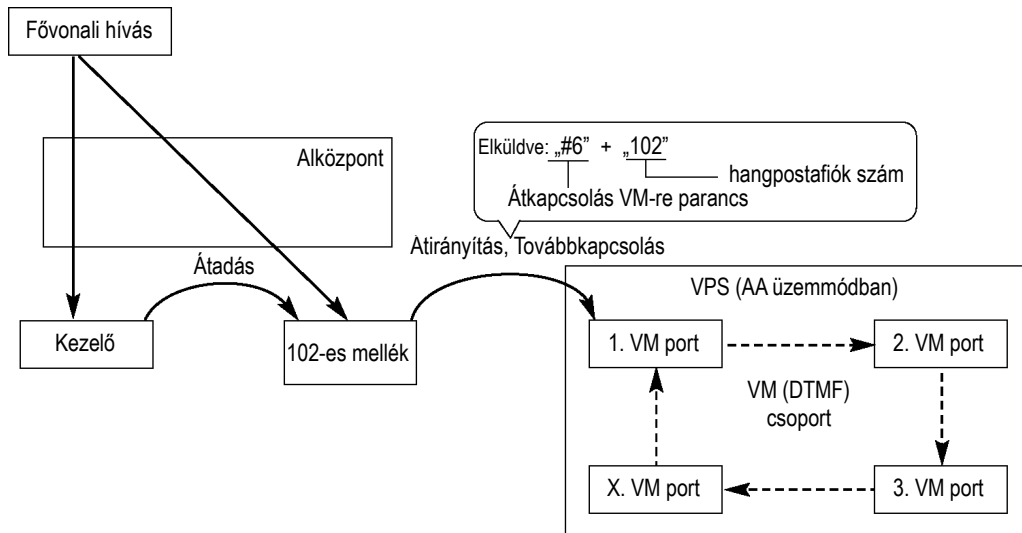 Fővonali hívás
Alközpont
Elküldve: „#6” + „102”
hangpostafiók szám
Átkapcsolás VM-re parancs
Átirányítás, Továbbkapcsolás
Átadás
VPS (AA üzemmódban)
Kezelő
102-es mellék
1. VM port
2. VM port
VM (DTMF)
csoport
X. VM port
3. VM port